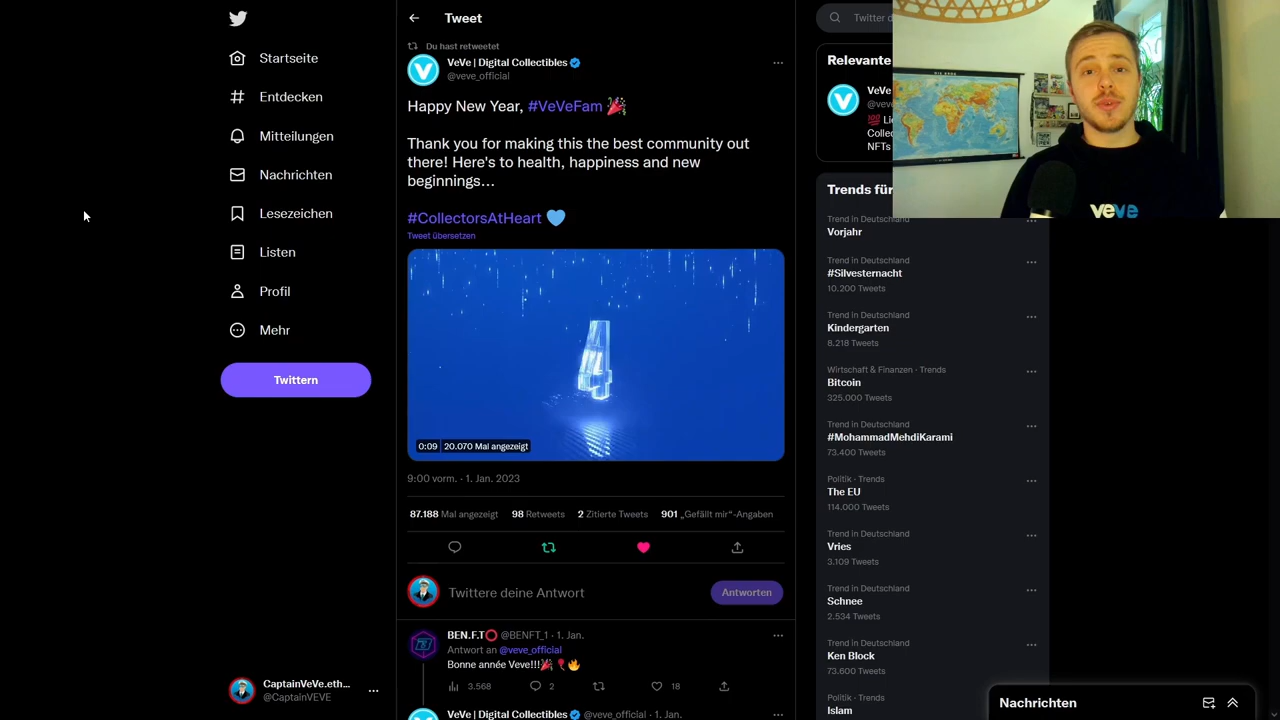 Startseite
Entdecken
Mitteilungen
Nachrichten
Lesezeichen
Listen
Profil
Mehr
Twittern
CaptainVeVe.eth...
@CaptainVEVE
Tweet
Du hast retweetet
VeVe | Digital Collectibles
@veve_official
Happy New Year, #VeVeFam 🎉
Thank you for making this the best community out
there! Here's to health, happiness and new
beginnings…
#CollectorsAtHeart 💙
Tweet übersetzen
0:09 20.070 Mal angezeigt
9:00 vorm. · 1. Jan. 2023
87.188 Mal angezeigt 98 Retweets 2 Zitierte Tweets 901 „Gefällt mir“-Angaben
Twittere deine Antwort
Antworten
BEN.F.T⭕ @BENFT_1 · 1. Jan.
Antwort an @veve_official
Bonne année Veve!!!🎉🎈🔥
3.568 2 18
VeVe | Digital Collectibles @veve_official · 1. Jan.
Twitter d
Relevante
VeVe
@veve
💯 Li
Collec
NFTs
Trends für
Trend in Deutschland
Vorjahr
Trend in Deutschland
#Silvesternacht
10.200 Tweets
Trend in Deutschland
Kindergarten
8.218 Tweets
Wirtschaft & Finanzen · Trends
Bitcoin
325.000 Tweets
Trend in Deutschland
#MohammadMehdiKarami
73.400 Tweets
Politik · Trends
The EU
114.000 Tweets
Trend in Deutschland
Vries
3.109 Tweets
Trend in Deutschland
Schnee
2.534 Tweets
Trend in Deutschland
Ken Block
73.600 Tweets
Politik · Trends
Islam
Nachrichten
veve